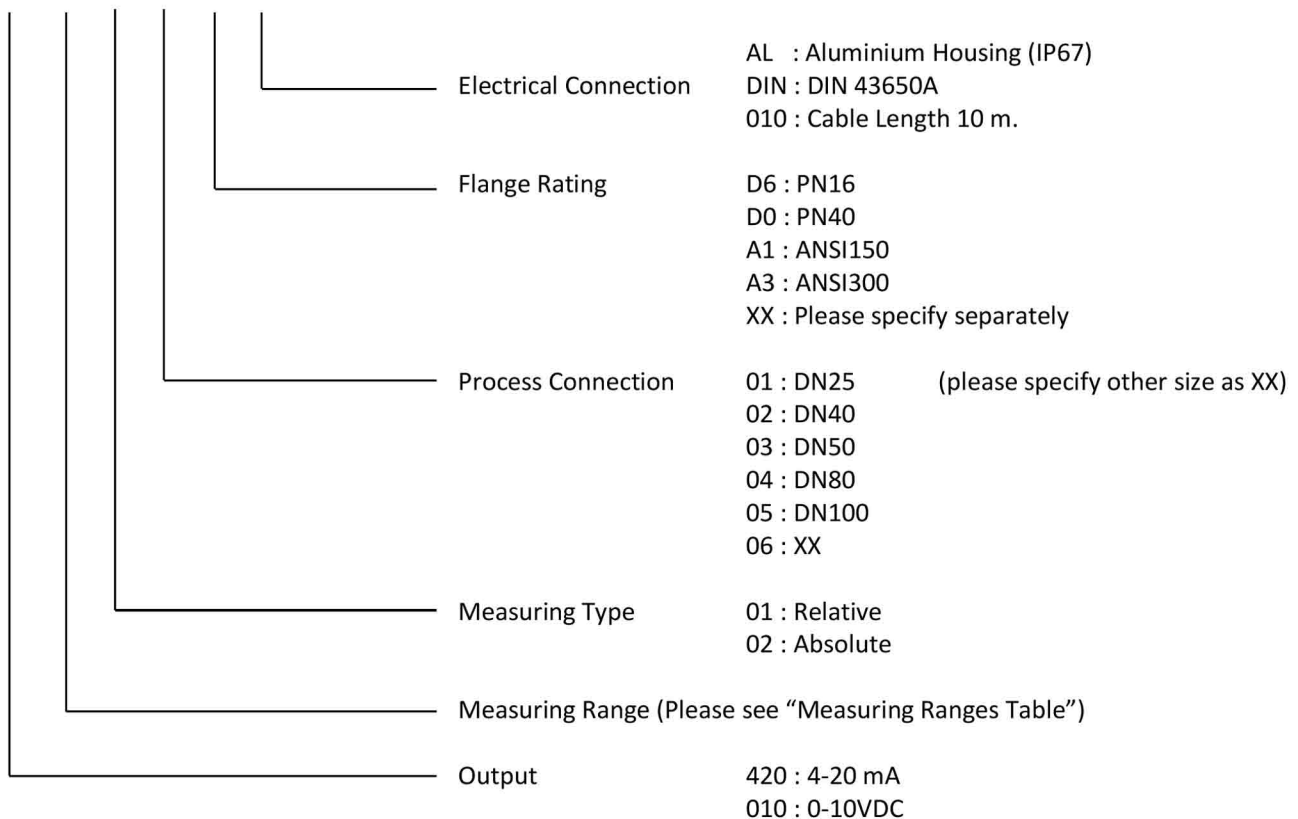 AL : Aluminium Housing (IP67)
Electrical Connection DIN : DIN 43650A
010 : Cable Length 10 m.
Flange Rating D6 : PN16
D0 : PN40
A1 : ANSI150
A3 : ANSI300
XX : Please specify separately
Process Connection 01 : DN25 (please specify other size as XX)
02 : DN40
03 : DN50
04 : DN80
05 : DN100
06 : XX
Measuring Type 01 : Relative
02 : Absolute
Measuring Range (Please see “Measuring Ranges Table”)
Output 420 : 4-20 mA
010 : 0-10VDC